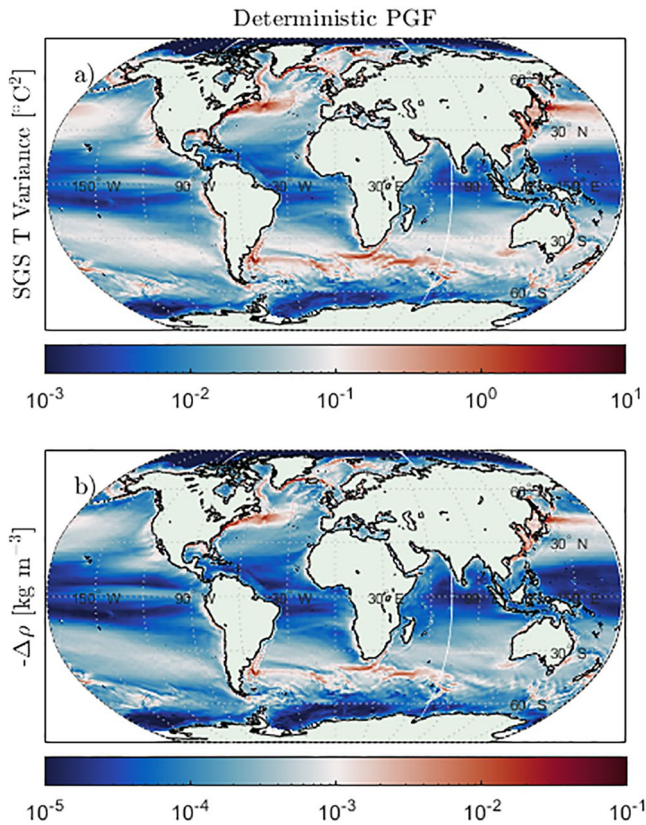 Deterministic PGF
a)
SGS T Variance [°C²]
60° N
30° N
150° W
90° W
30° W
30° E
90° E
150° E
30° S
60° S
10⁻³ 10⁻² 10⁻¹ 10⁰ 10¹
b)
-Δρ [kg m⁻³]
60° N
30° N
150° W
90° W
30° W
30° E
90° E
150° E
30° S
60° S
10⁻⁵ 10⁻⁴ 10⁻³ 10⁻² 10⁻¹